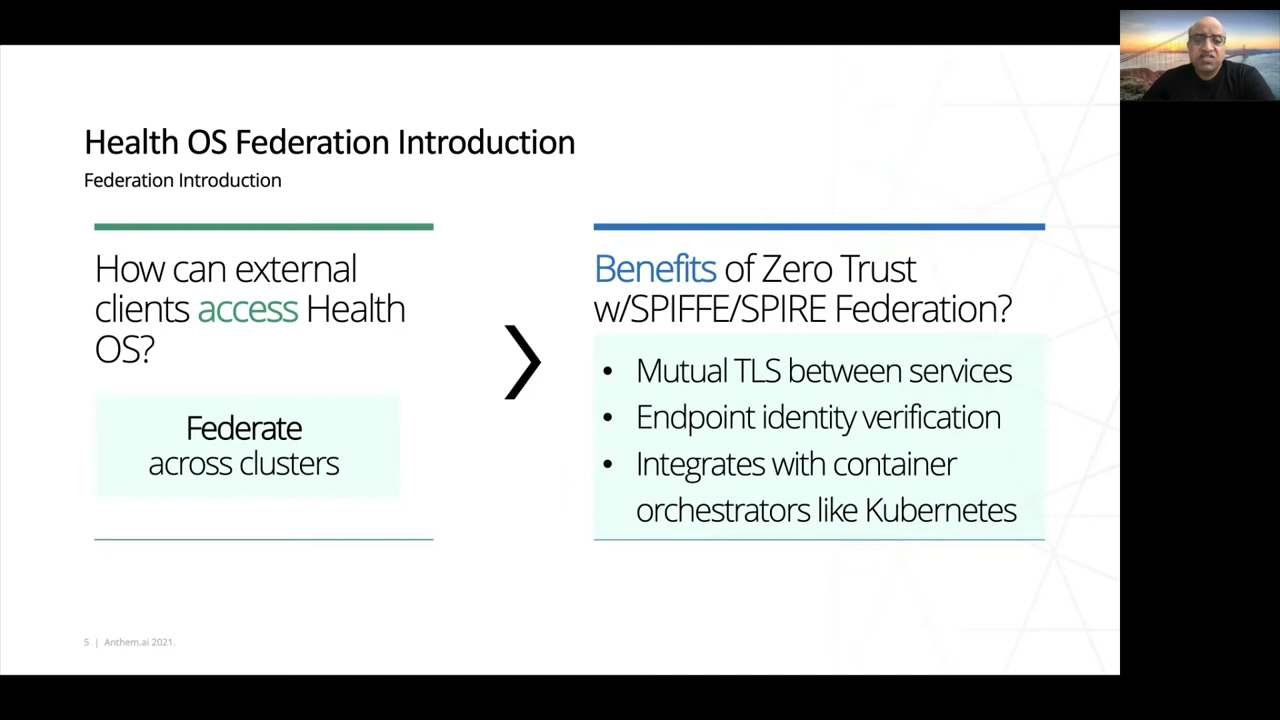 Health OS Federation Introduction
Federation Introduction
How can external
clients access Health
OS?
Federate
across clusters
Benefits of Zero Trust
w/SPIFFE/SPIRE Federation?
• Mutual TLS between services
• Endpoint identity verification
• Integrates with container
orchestrators like Kubernetes
5 | Anthem.ai 2021.